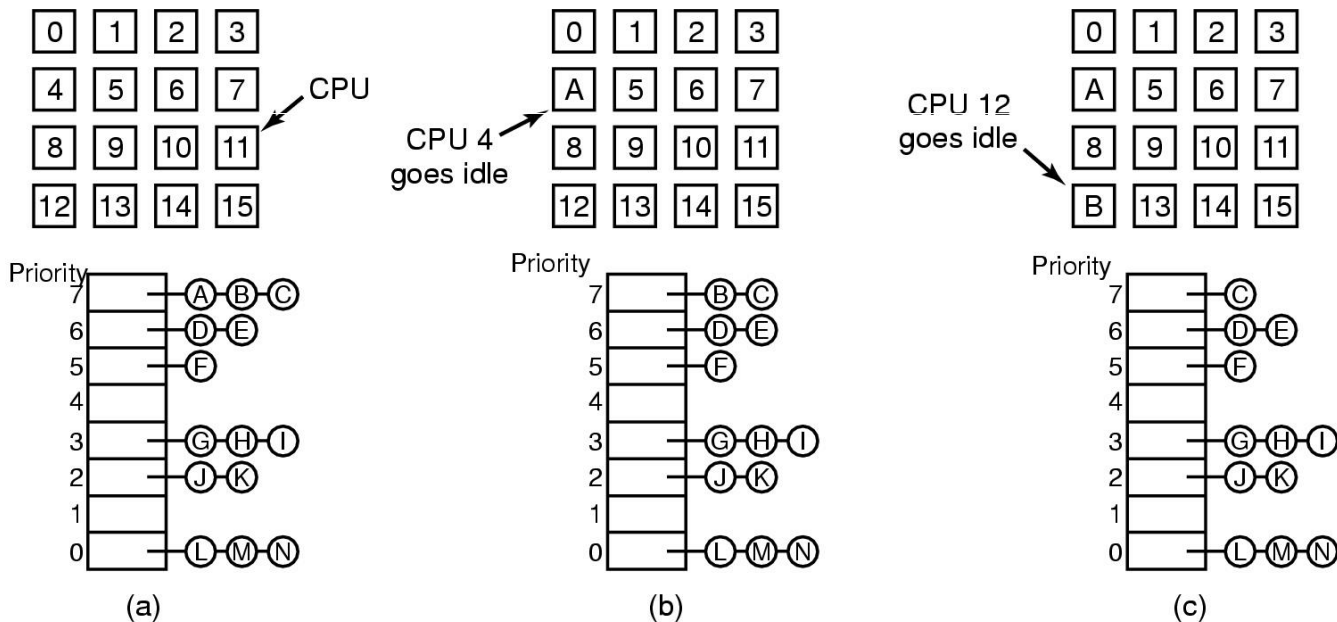 0 1 2 3
4 5 6 7
8 9 10 11
12 13 14 15
CPU
Priority
7 A B C
6 D E
5 F
4
3 G H I
2 J K
1
0 L M N
(a)
0 1 2 3
A 5 6 7
8 9 10 11
12 13 14 15
CPU 4
goes idle
Priority
7 B C
6 D E
5 F
4
3 G H I
2 J K
1
0 L M N
(b)
0 1 2 3
A 5 6 7
8 9 10 11
B 13 14 15
CPU 12
goes idle
Priority
7 C
6 D E
5 F
4
3 G H I
2 J K
1
0 L M N
(c)